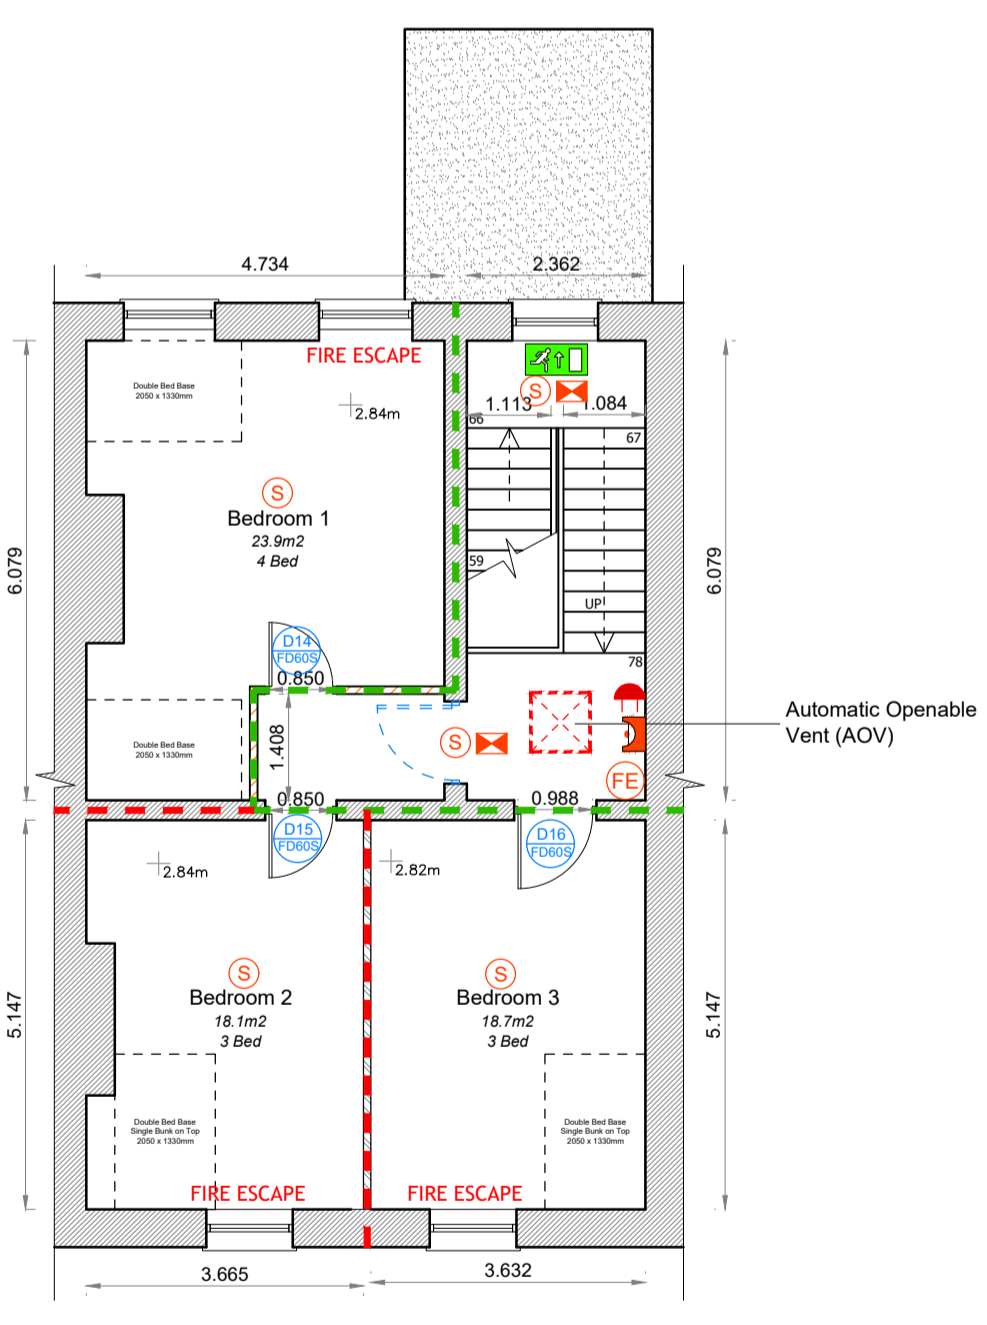 4.734
2.362
FIRE ESCAPE
Double Bed Base
2050 x 1330mm
2.84m
S
1.113
1.084
66
67
S
Bedroom 1
23.9m2
4 Bed
59
6.079
6.079
UP
D14
FD60S
0.850
78
Double Bed Base
2050 x 1330mm
1.408
S
Automatic Openable
Vent (AOV)
FE
0.850
0.988
D15
FD60S
D16
FD60S
2.84m
2.82m
S
Bedroom 2
18.1m2
3 Bed
S
Bedroom 3
18.7m2
3 Bed
5.147
5.147
Double Bed Base
Single Bunk on Top
2050 x 1330mm
Double Bed Base
Single Bunk on Top
2050 x 1330mm
FIRE ESCAPE
FIRE ESCAPE
3.665
3.632